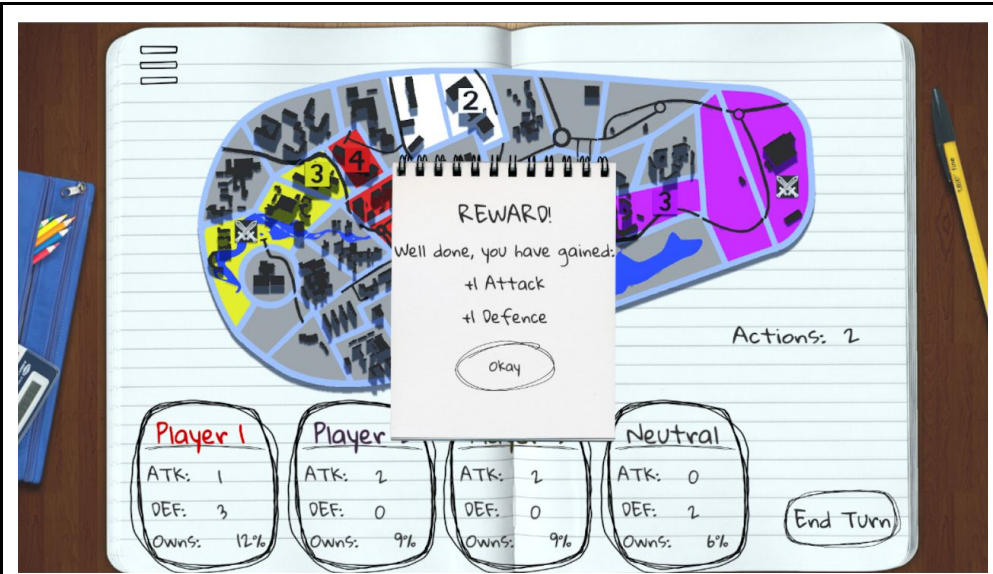 2
3
4
3
REWARD!
Well done, you have gained:
+1 Attack
+1 Defence
Okay
Actions: 2
Player 1
Player
Neutral
ATK: 1
ATK: 2
ATK: 2
ATK: 0
DEF: 3
DEF: 0
DEF: 0
DEF: 2
Owns: 12%
Owns: 9%
Owns: 9%
Owns: 6%
End Turn